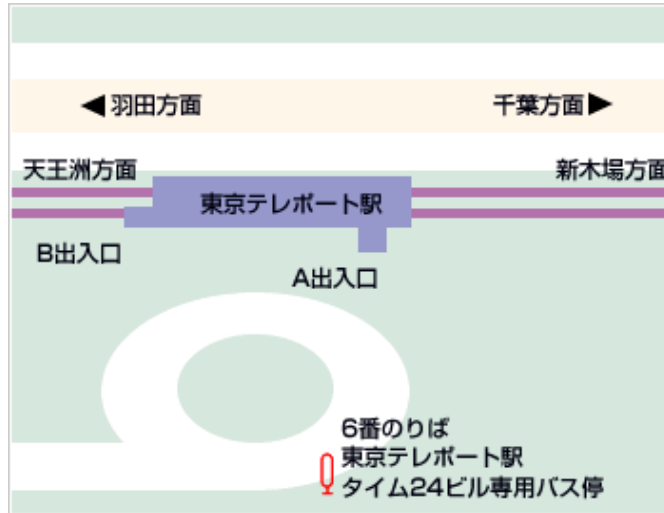 ◀羽田方面
千葉方面▶
天王洲方面
新木場方面
東京テレポート駅
B出入口
A出入口
6番のりば
東京テレポート駅
タイム24ビル専用バス停